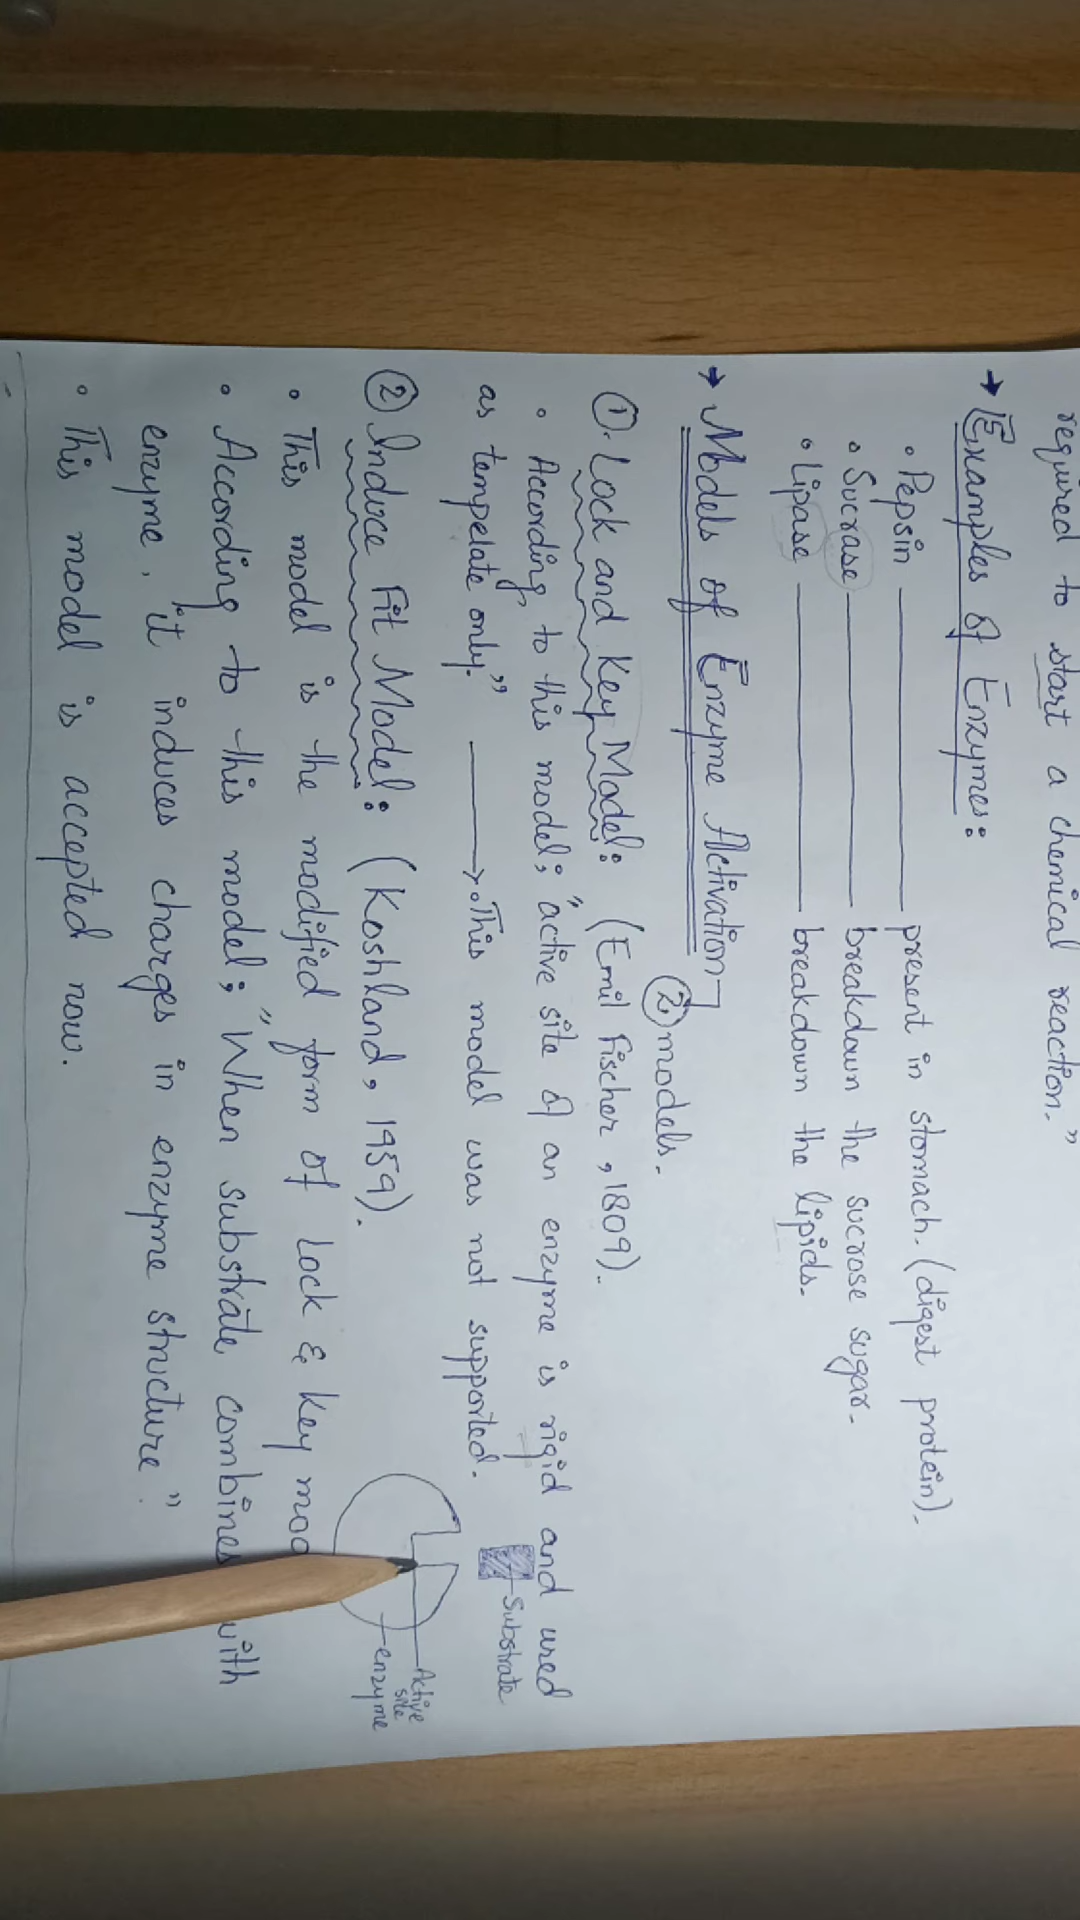 required to start a chemical reaction."
→ Examples of Enzymes:
• Pepsin ——— present in stomach. (digest protein).
• Sucrase ——— breakdown the sucrose sugar.
• Lipase ——— breakdown the lipids.
→ Models of Enzyme Activation
② models.
①. Lock and Key Model: (Emil Fischer, 1809).
• According to this model; "active site of an enzyme is rigid and used
as tempelate only." ——→ • This model was not supported.
Substrate
Active
site
enzyme
② Induce Fit Model: (Koshland, 1959).
• This model is the modified form of Lock & Key mod
• According to this model; "When substrate combines with
enzyme, it induces charges in enzyme structure".
• This model is accepted now.